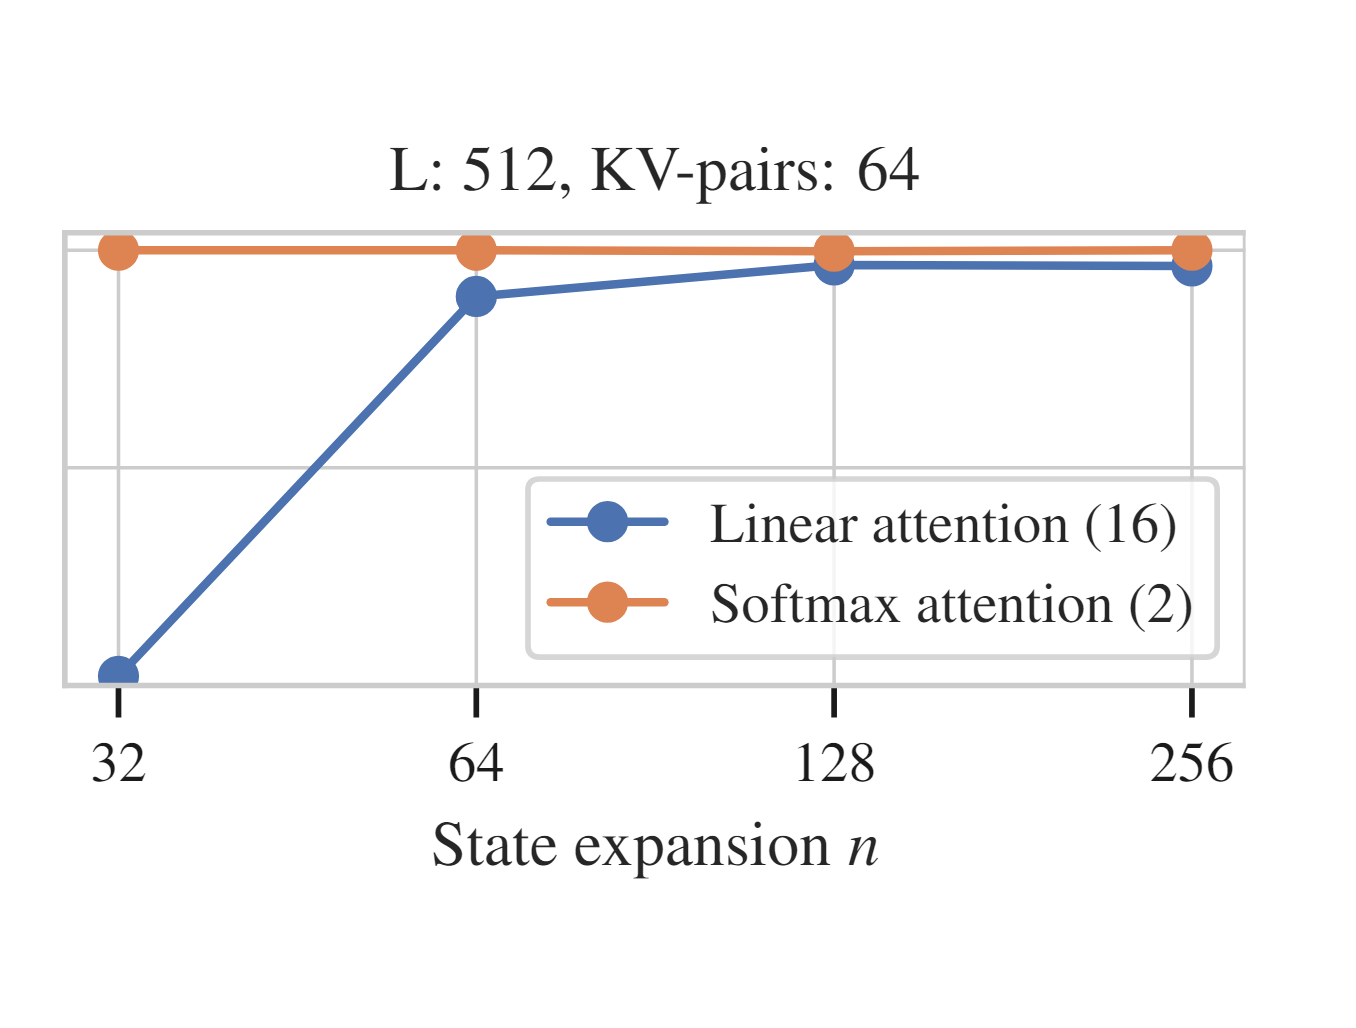 L: 512, KV-pairs: 64
Linear attention (16)
Softmax attention (2)
32 64 128 256
State expansion n